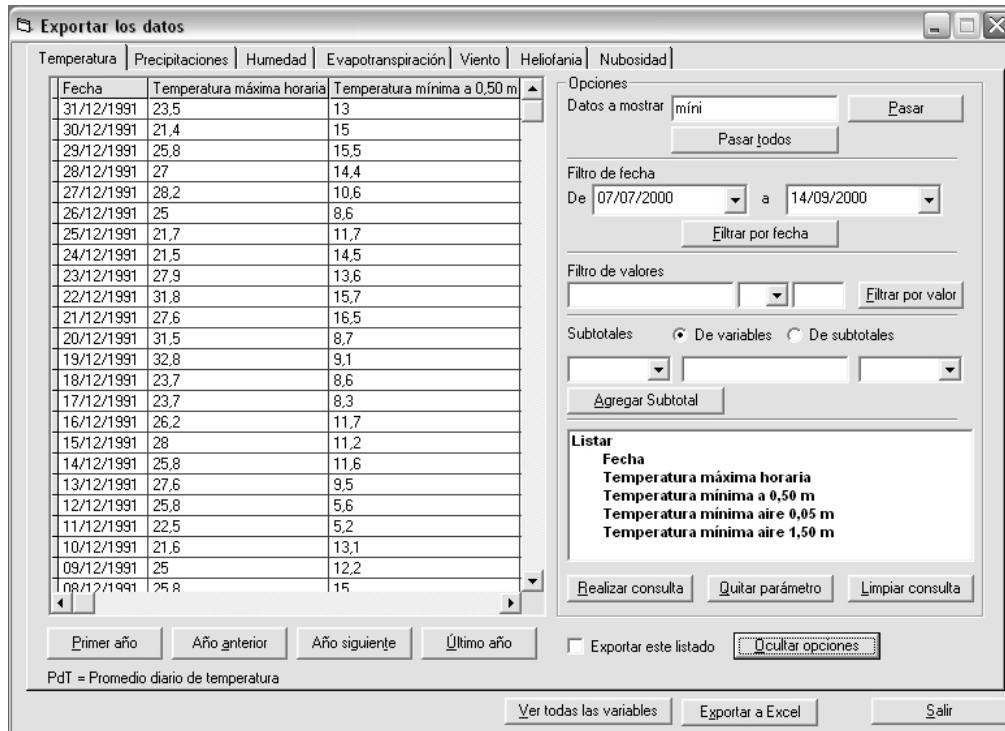 Exportar los datos
Temperatura Precipitaciones Humedad Evapotranspiración Viento Heliofania Nubosidad
Fecha Temperatura máxima horaria Temperatura mínima a 0,50 m
31/12/1991 23,5 13
30/12/1991 21,4 15
29/12/1991 25,8 15,5
28/12/1991 27 14,4
27/12/1991 28,2 10,6
26/12/1991 25 8,6
25/12/1991 21,7 11,7
24/12/1991 21,5 14,5
23/12/1991 27,9 13,6
22/12/1991 31,8 15,7
21/12/1991 27,6 16,5
20/12/1991 31,5 8,7
19/12/1991 32,8 9,1
18/12/1991 23,7 8,6
17/12/1991 23,7 8,3
16/12/1991 26,2 11,7
15/12/1991 28 11,2
14/12/1991 25,8 11,6
13/12/1991 27,6 9,5
12/12/1991 25,8 5,6
11/12/1991 22,5 5,2
10/12/1991 21,6 13,1
09/12/1991 25 12,2
08/12/1991 25,8 15
Primer año Año anterior Año siguiente Último año
PdT = Promedio diario de temperatura
Opciones
Datos a mostrar míni Pasar
Pasar todos
Filtro de fecha
De 07/07/2000 a 14/09/2000
Filtrar por fecha
Filtro de valores
Filtrar por valor
Subtotales De variables De subtotales
Agregar Subtotal
Listar
Fecha
Temperatura máxima horaria
Temperatura mínima a 0,50 m
Temperatura mínima aire 0,05 m
Temperatura mínima aire 1,50 m
Realizar consulta Quitar parámetro Limpiar consulta
Exportar este listado Ocultar opciones
Ver todas las variables Exportar a Excel Salir